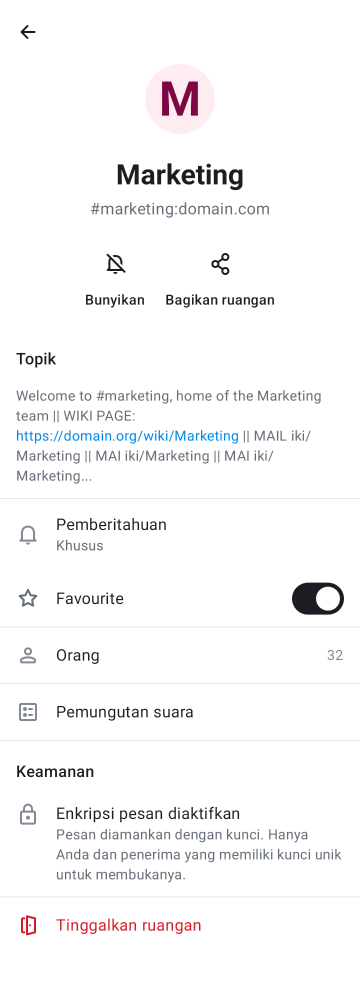 M
Marketing
#marketing:domain.com
Bunyikan
Bagikan ruangan
Topik
Welcome to #marketing, home of the Marketing
team || WIKI PAGE:
https://domain.org/wiki/Marketing || MAIL iki/
Marketing || MAI iki/Marketing || MAI iki/
Marketing...
Pemberitahuan
Khusus
Favourite
Orang
32
Pemungutan suara
Keamanan
Enkripsi pesan diaktifkan
Pesan diamankan dengan kunci. Hanya
Anda dan penerima yang memiliki kunci unik
untuk membukanya.
Tinggalkan ruangan